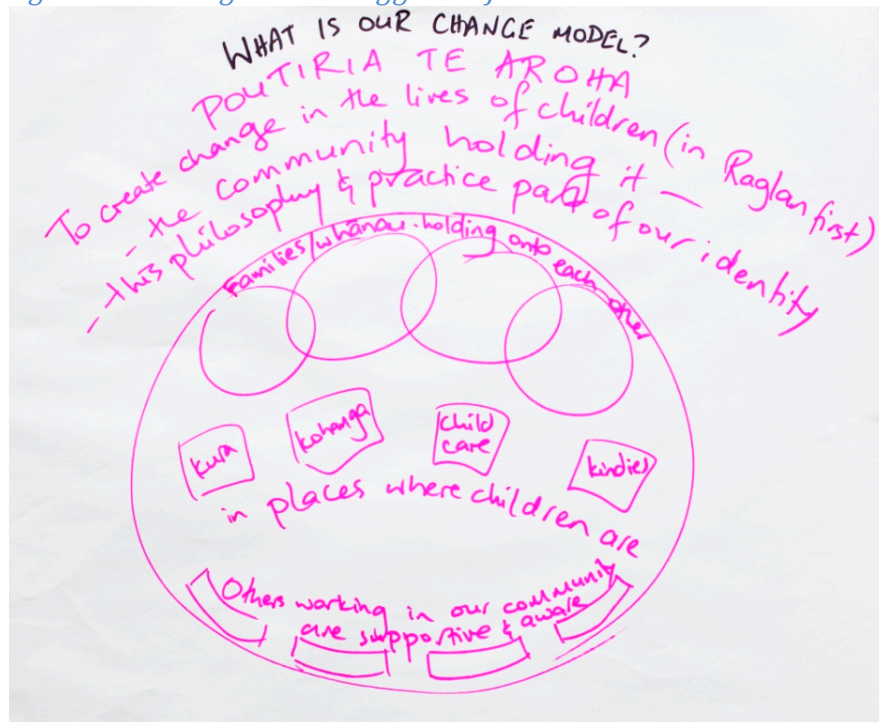 WHAT IS OUR CHANGE MODEL?
POUTIRIA TE AROHA
To create change in the lives of children (in Raglan first)
- the community holding it -
- this philosophy & practice part of our identity
Families/whanau - holding onto each other
kura
kohanga
child
care
kindies
in places where children are
Others working in our community
are supportive & aware